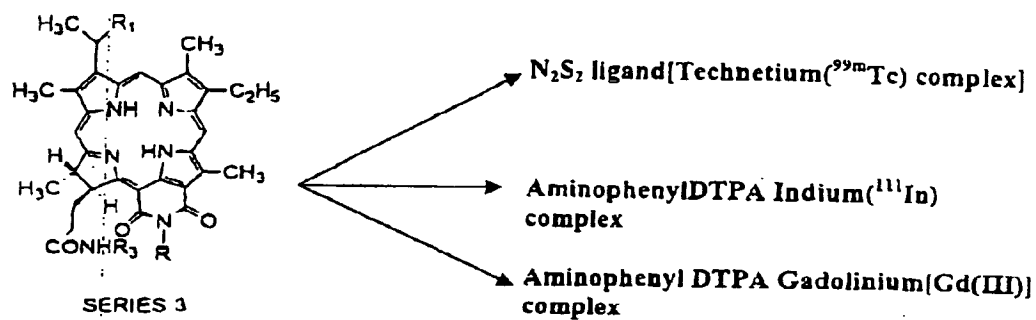 H₃C R₁
CH₃
H₃C
C₂H₅
NH N
H N HN
H₃C
CH₃
H
O N O
CONHR₃ R
SERIES 3
N₂S₂ ligand[Technetium(⁹⁹ᵐTc) complex]
AminophenylDTPA Indium(¹¹¹In)
complex
Aminophenyl DTPA Gadolinium[Gd(III)]
complex